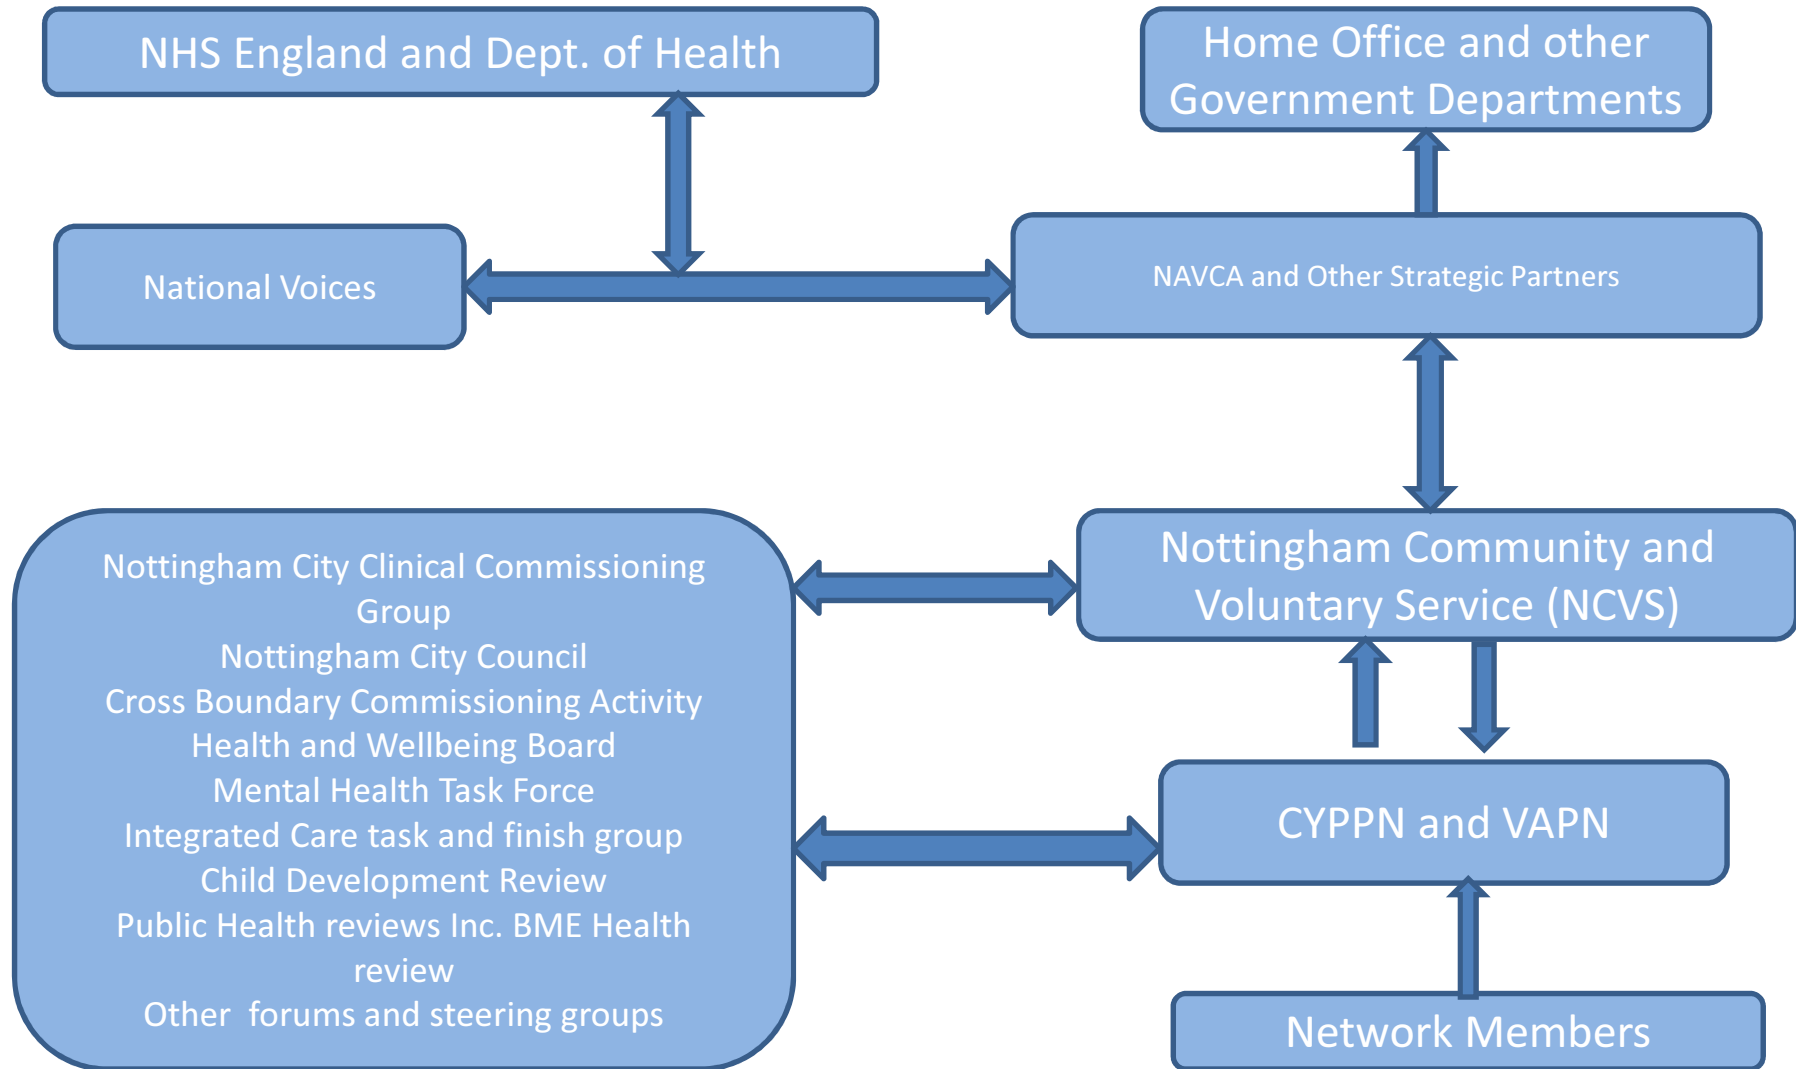 NHS England and Dept. of Health
Home Office and other
Government Departments
National Voices
NAVCA and Other Strategic Partners
Nottingham City Clinical Commissioning
Group
Nottingham City Council
Cross Boundary Commissioning Activity
Health and Wellbeing Board
Mental Health Task Force
Integrated Care task and finish group
Child Development Review
Public Health reviews Inc. BME Health
review
Other  forums and steering groups
Nottingham Community and
Voluntary Service (NCVS)
CYPPN and VAPN
Network Members